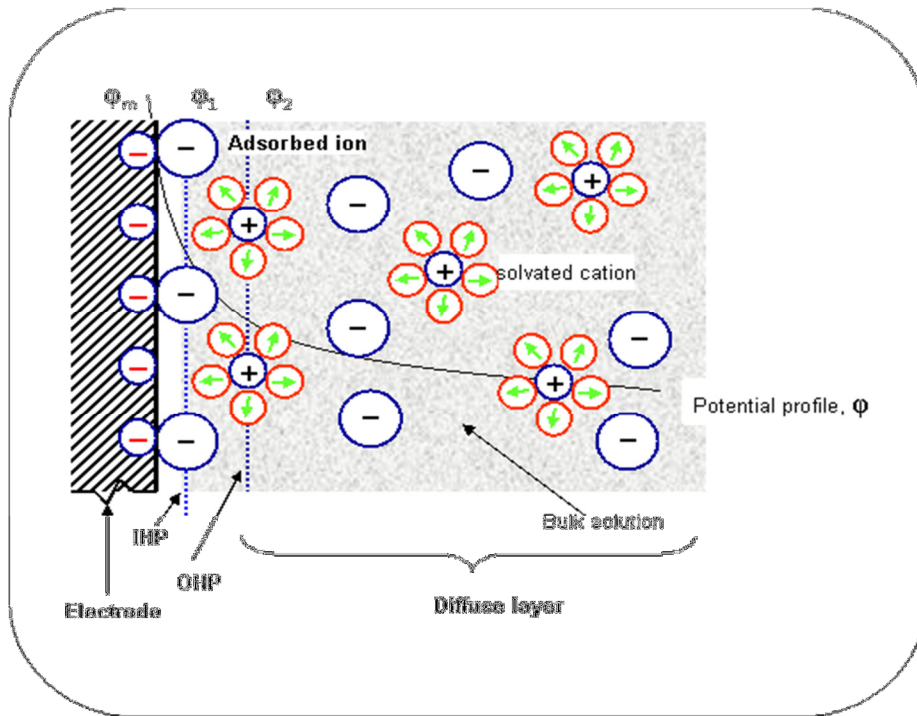 φm φ1 φ2
Adsorbed ion
solvated cation
Potential profile, φ
Bulk solution
IHP
OHP
Electrode
Diffuse layer